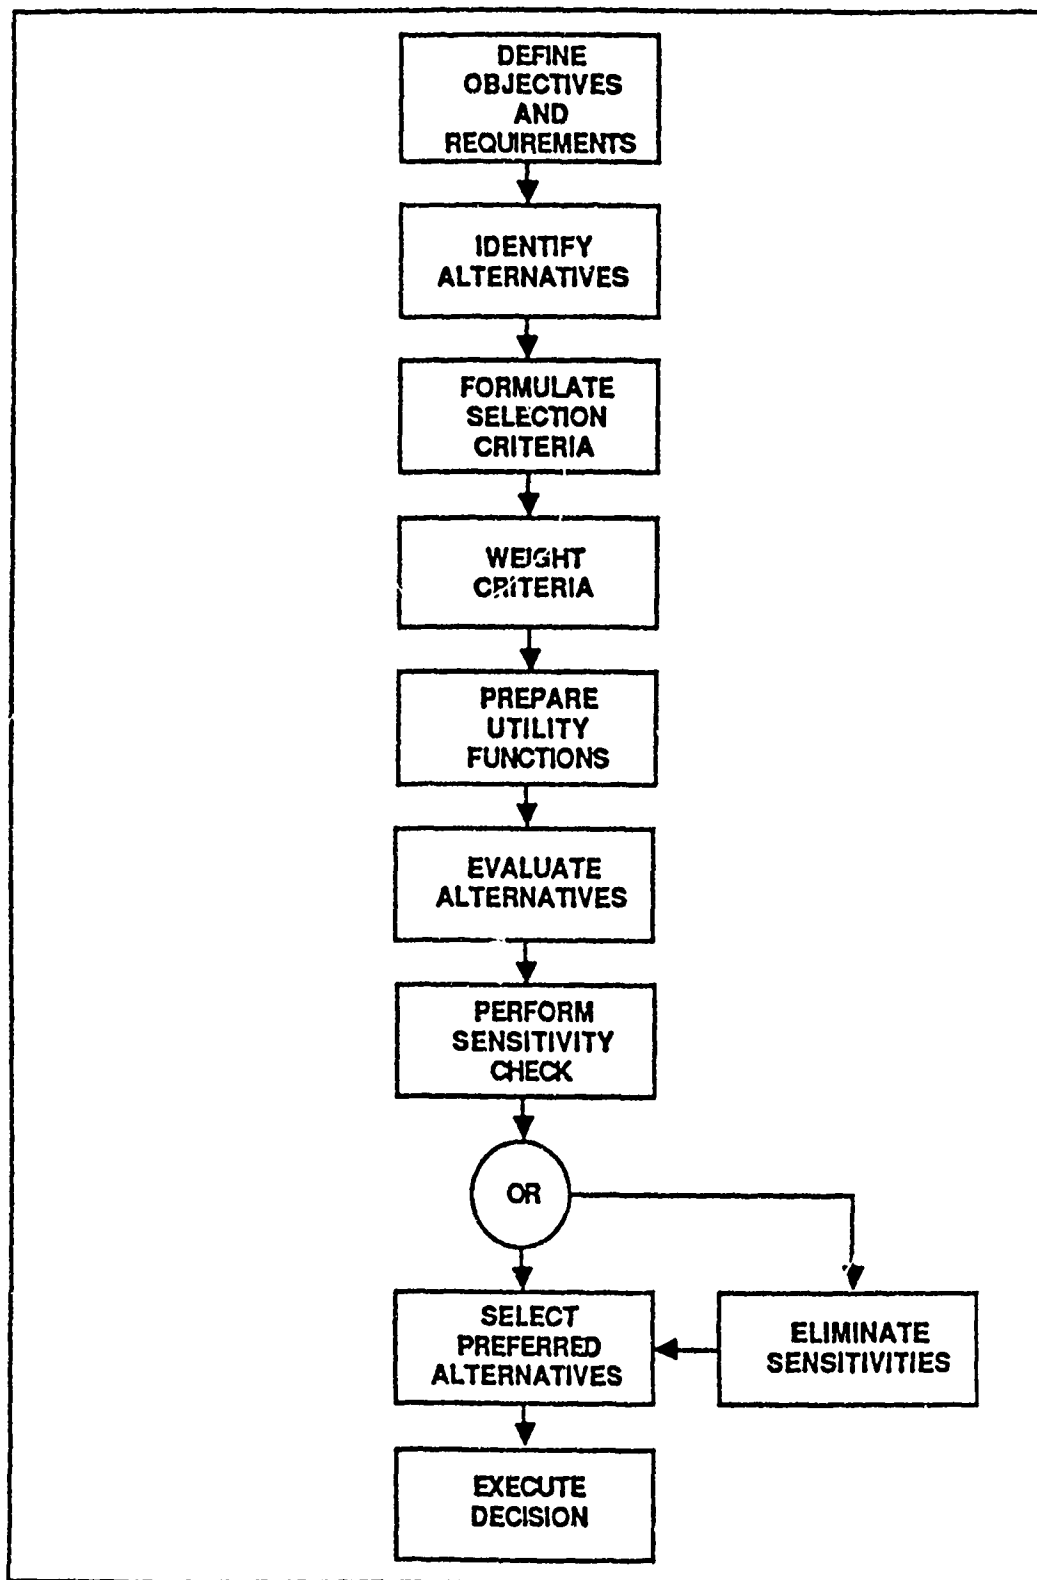 DEFINE
OBJECTIVES
AND
REQUIREMENTS
IDENTIFY
ALTERNATIVES
FORMULATE
SELECTION
CRITERIA
WEIGHT
CRITERIA
PREPARE
UTILITY
FUNCTIONS
EVALUATE
ALTERNATIVES
PERFORM
SENSITIVITY
CHECK
OR
SELECT
PREFERRED
ALTERNATIVES
ELIMINATE
SENSITIVITIES
EXECUTE
DECISION